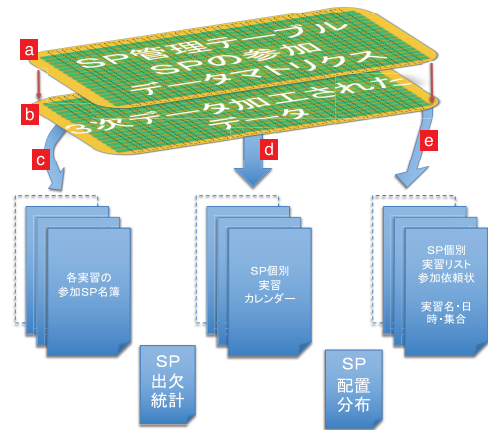 a
SP管理テーブル
SPの参加
データマトリクス
b
3次データ加工された
データ
c
d
e
各実習の
参加SP名簿
SP個別
実習
カレンダー
SP個別
実習リスト
参加依頼状
実習名・日
時・集合
SP
出欠
統計
SP
配置
分布